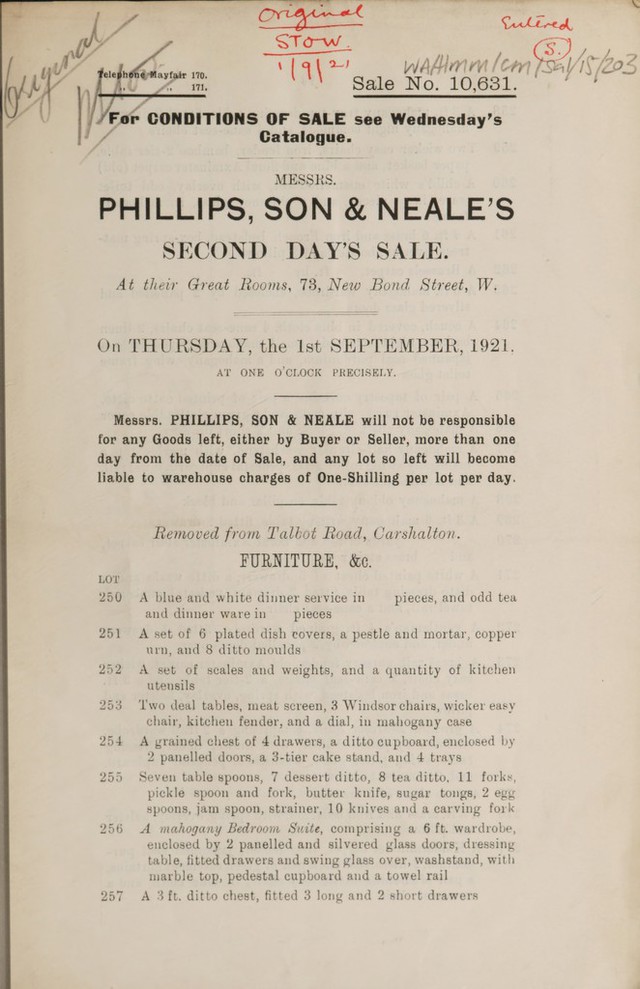 Original
STOW.
1/9/21
Entered
S.
Original
WAAlmm/cm/Sal/15/203
Telephone Mayfair 170.
„ „ 171.
Sale No. 10,631.
For CONDITIONS OF SALE see Wednesday's
Catalogue.
MESSRS.
PHILLIPS, SON & NEALE'S
SECOND DAY'S SALE.
At their Great Rooms, 73, New Bond Street, W.
On THURSDAY, the 1st SEPTEMBER, 1921.
AT ONE O'CLOCK PRECISELY.
Messrs. PHILLIPS, SON & NEALE will not be responsible
for any Goods left, either by Buyer or Seller, more than one
day from the date of Sale, and any lot so left will become
liable to warehouse charges of One-Shilling per lot per day.
Removed from Talbot Road, Carshalton.
FURNITURE, &c.
LOT
250 A blue and white dinner service in pieces, and odd tea
and dinner ware in pieces
251 A set of 6 plated dish covers, a pestle and mortar, copper
urn, and 8 ditto moulds
252 A set of scales and weights, and a quantity of kitchen
utensils
253 Two deal tables, meat screen, 3 Windsor chairs, wicker easy
chair, kitchen fender, and a dial, in mahogany case
254 A grained chest of 4 drawers, a ditto cupboard, enclosed by
2 panelled doors, a 3-tier cake stand, and 4 trays
255 Seven table spoons, 7 dessert ditto, 8 tea ditto, 11 forks,
pickle spoon and fork, butter knife, sugar tongs, 2 egg
spoons, jam spoon, strainer, 10 knives and a carving fork
256 A mahogany Bedroom Suite, comprising a 6 ft. wardrobe,
enclosed by 2 panelled and silvered glass doors, dressing
table, fitted drawers and swing glass over, washstand, with
marble top, pedestal cupboard and a towel rail
257 A 3 ft. ditto chest, fitted 3 long and 2 short drawers